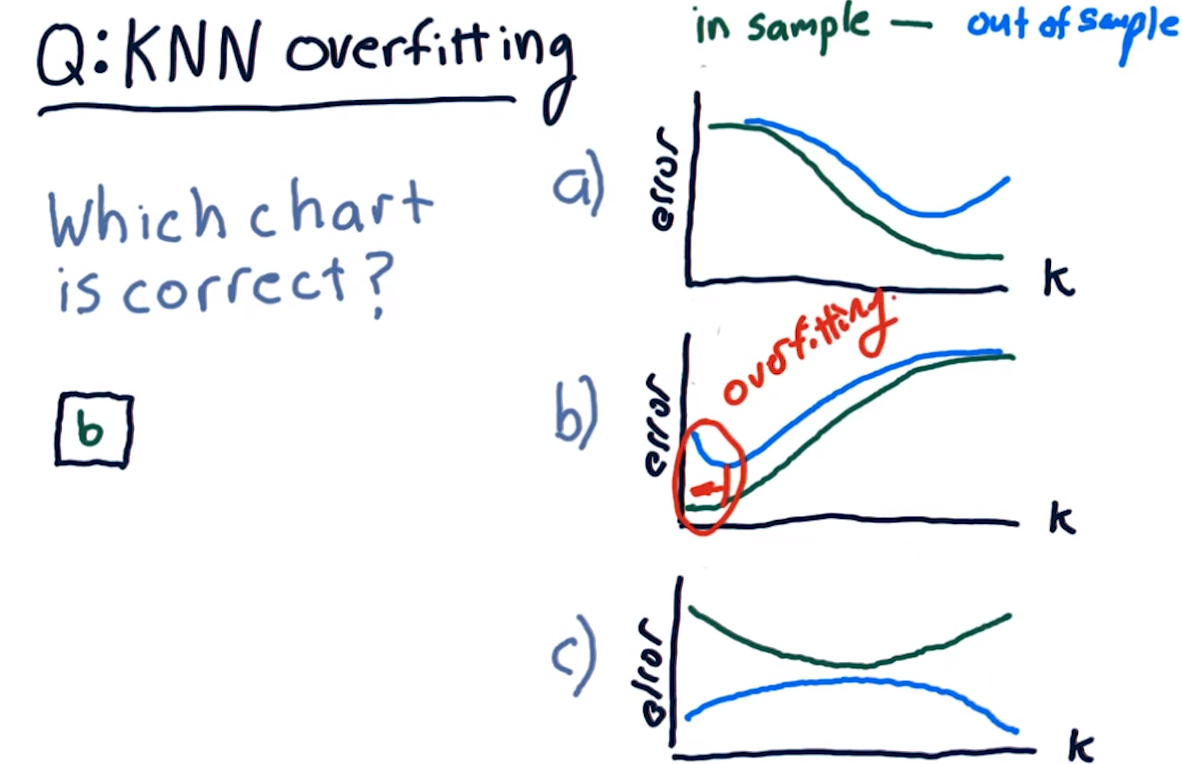 Q: KNN overfitting
in sample — out of sample
Which chart
is correct?
b
a)
error
k
b)
error
overfitting.
k
c)
error
k